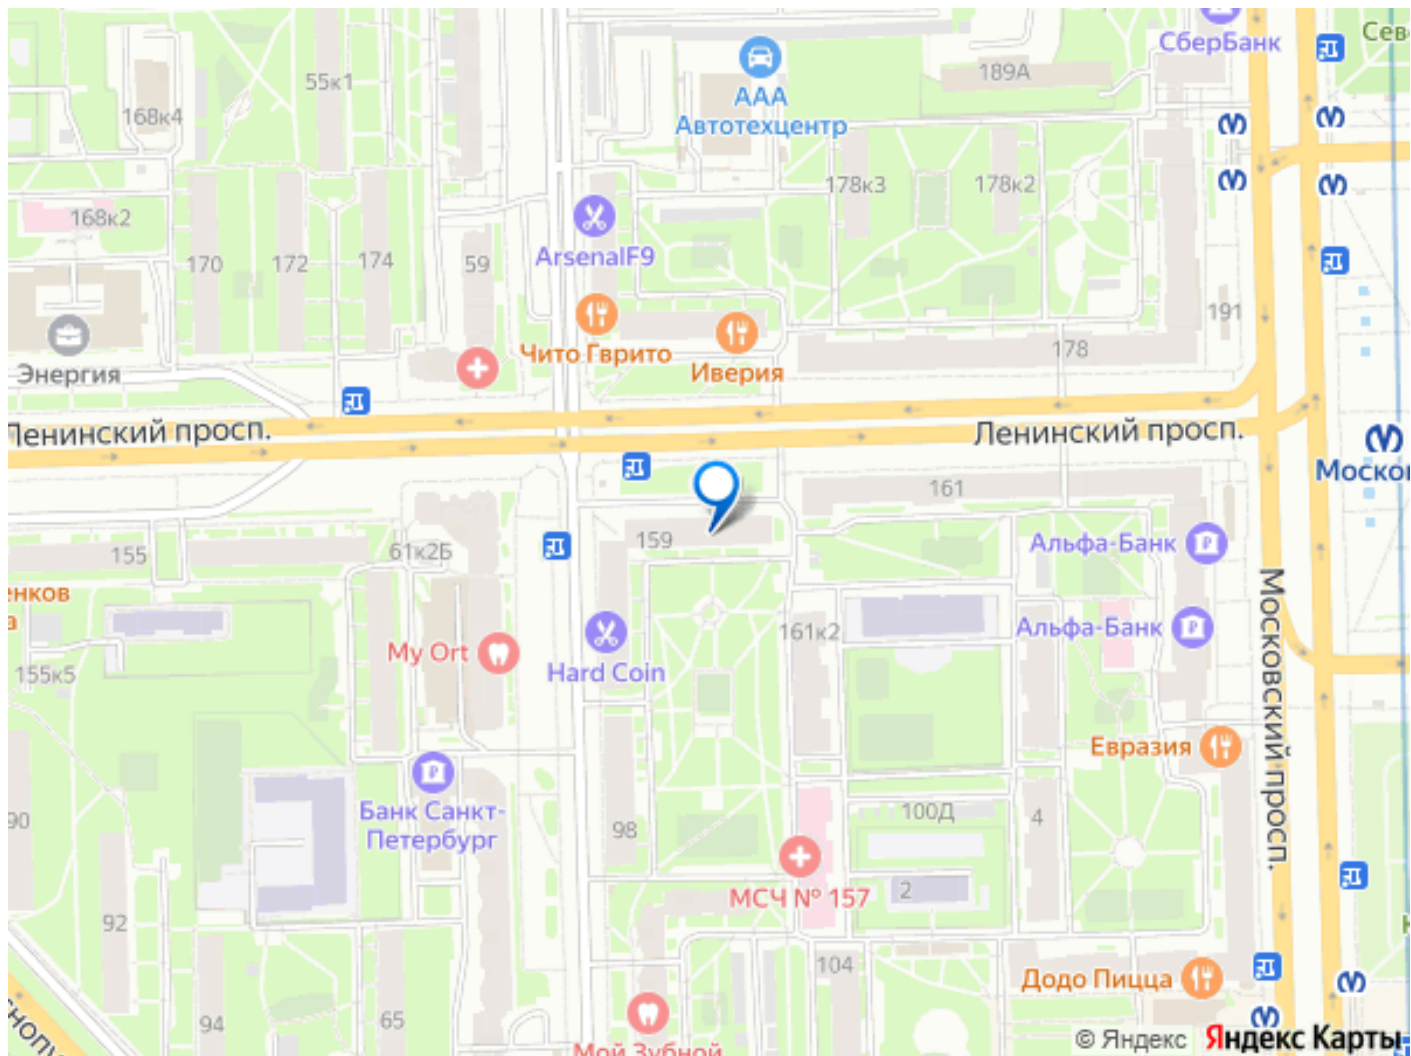 СберБанк
Сев
189А
55к1
ААА
Автотехцентр
168к4
178к3
178к2
168к2
ArsenalF9
170
172
174
59
191
Чито Гврито
178
Энергия
Иверия
Ленинский просп.
Ленинский просп.
Моско
161
159
Альфа-Банк
155
61к2Б
енков
а
161к2
Альфа-Банк
My Ort
Hard Coin
155к5
Московский просп.
Евразия
Банк Санкт-
Петербург
90
98
100Д
4
МСЧ № 157
2
92
104
Додо Пицца
94
65
нопу
Мой Зубной
© Яндекс
Яндекс Карты